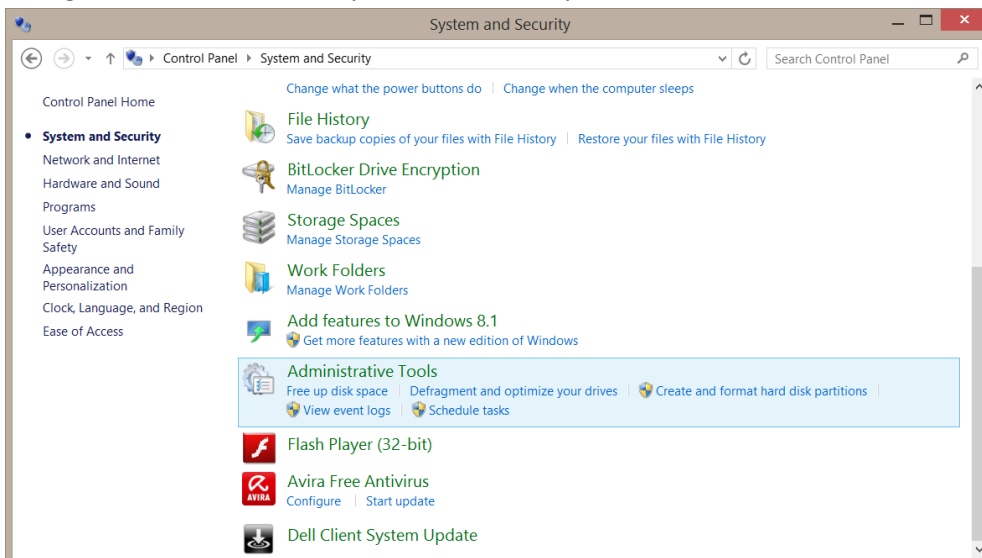 System and Security
Control Panel System and Security
Search Control Panel
Control Panel Home
System and Security
Network and Internet
Hardware and Sound
Programs
User Accounts and Family
Safety
Appearance and
Personalization
Clock, Language, and Region
Ease of Access
Change what the power buttons do
Change when the computer sleeps
File History
Save backup copies of your files with File History
Restore your files with File History
BitLocker Drive Encryption
Manage BitLocker
Storage Spaces
Manage Storage Spaces
Work Folders
Manage Work Folders
Add features to Windows 8.1
Get more features with a new edition of Windows
Administrative Tools
Free up disk space
Defragment and optimize your drives
Create and format hard disk partitions
View event logs
Schedule tasks
Flash Player (32-bit)
Avira Free Antivirus
AVIRA
Configure
Start update
Dell Client System Update